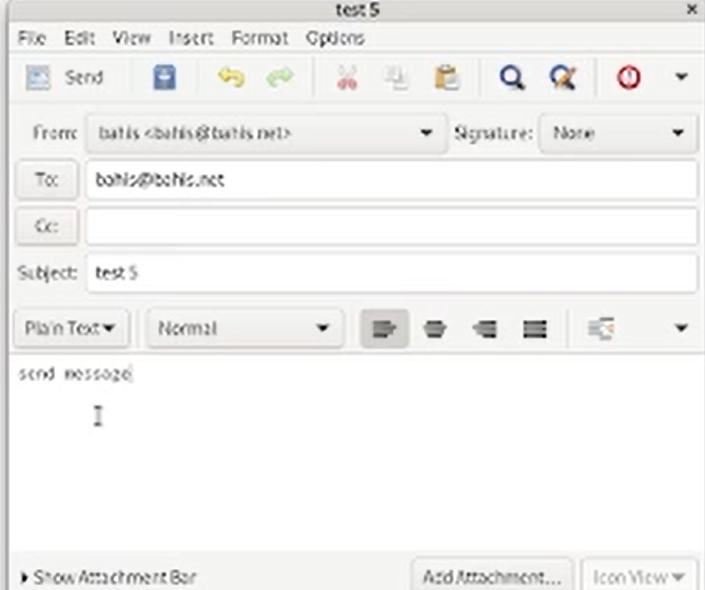 test 5
File Edit View Insert Format Options
Send
From: bahis <bahis@bahis.net> Signature: None
To: bahis@bahis.net
Cc:
Subject: test 5
Plain Text Normal
send message
Show Attachment Bar Add Attachment... Icon View